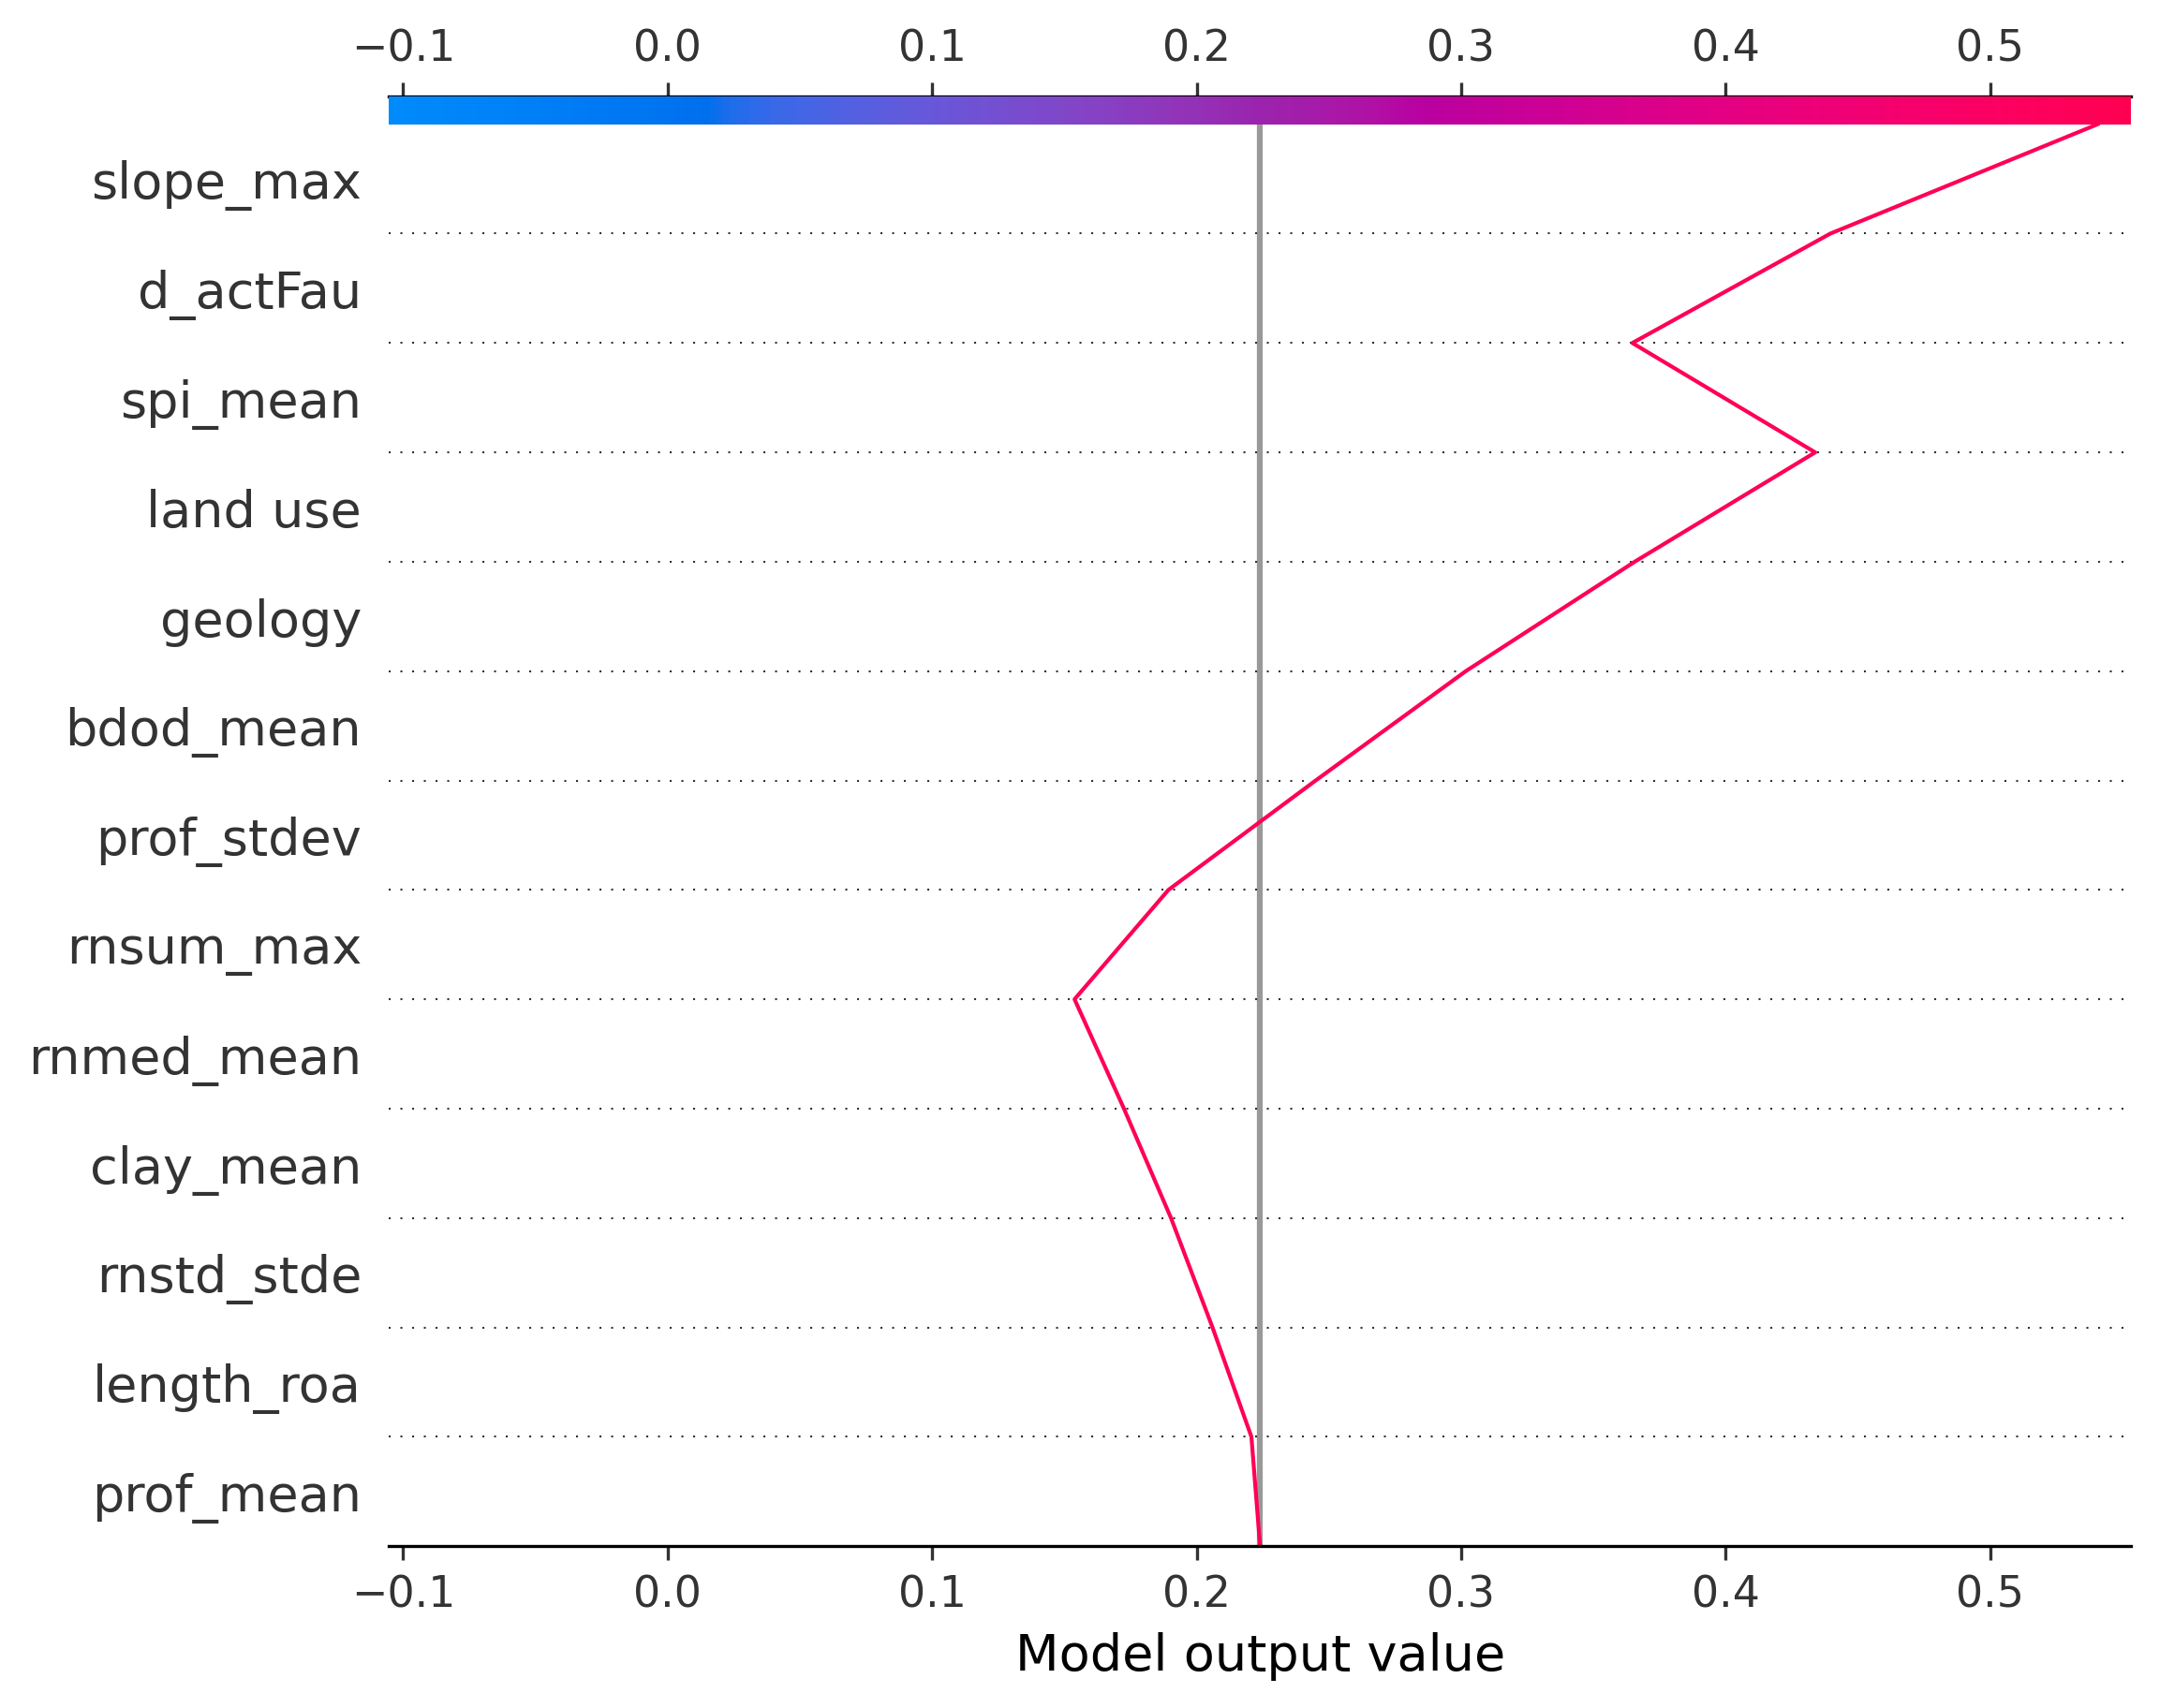 −0.1 0.0 0.1 0.2 0.3 0.4 0.5
slope_max
d_actFau
spi_mean
land use
geology
bdod_mean
prof_stdev
rnsum_max
rnmed_mean
clay_mean
rnstd_stde
length_roa
prof_mean
−0.1 0.0 0.1 0.2 0.3 0.4 0.5
Model output value